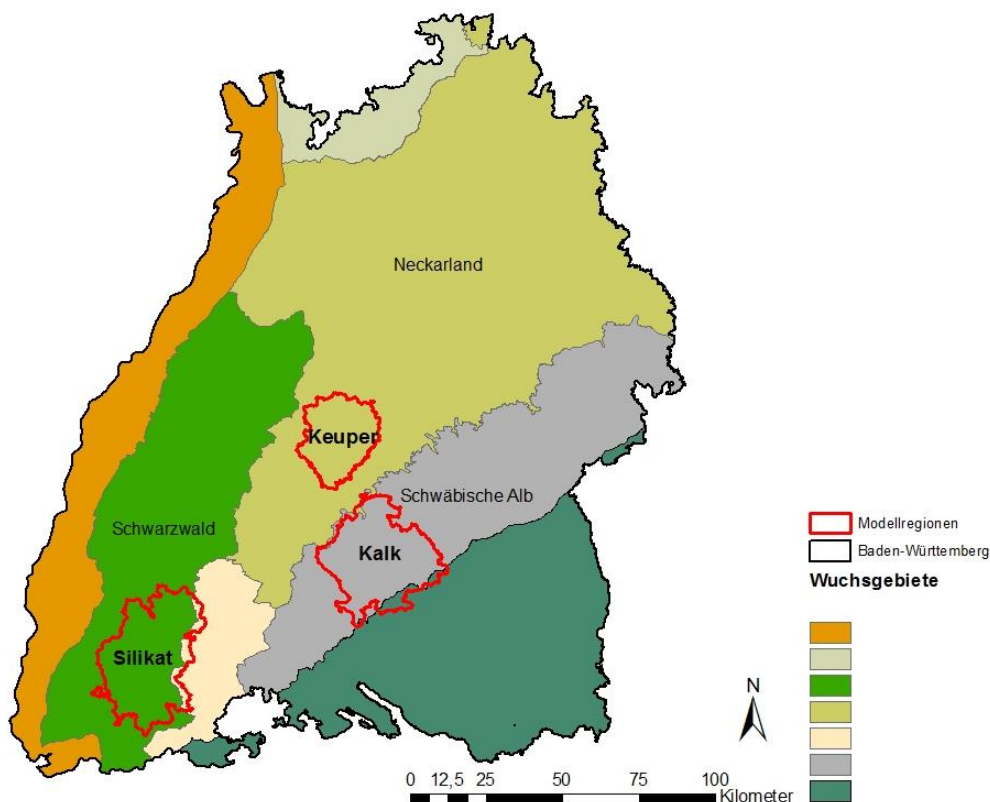 Neckarland
Keuper
Schwäbische Alb
Schwarzwald
Kalk
Silikat
Modellregionen
Baden-Württemberg
Wuchsgebiete
N
0 12,5 25 50 75 100
Kilometer